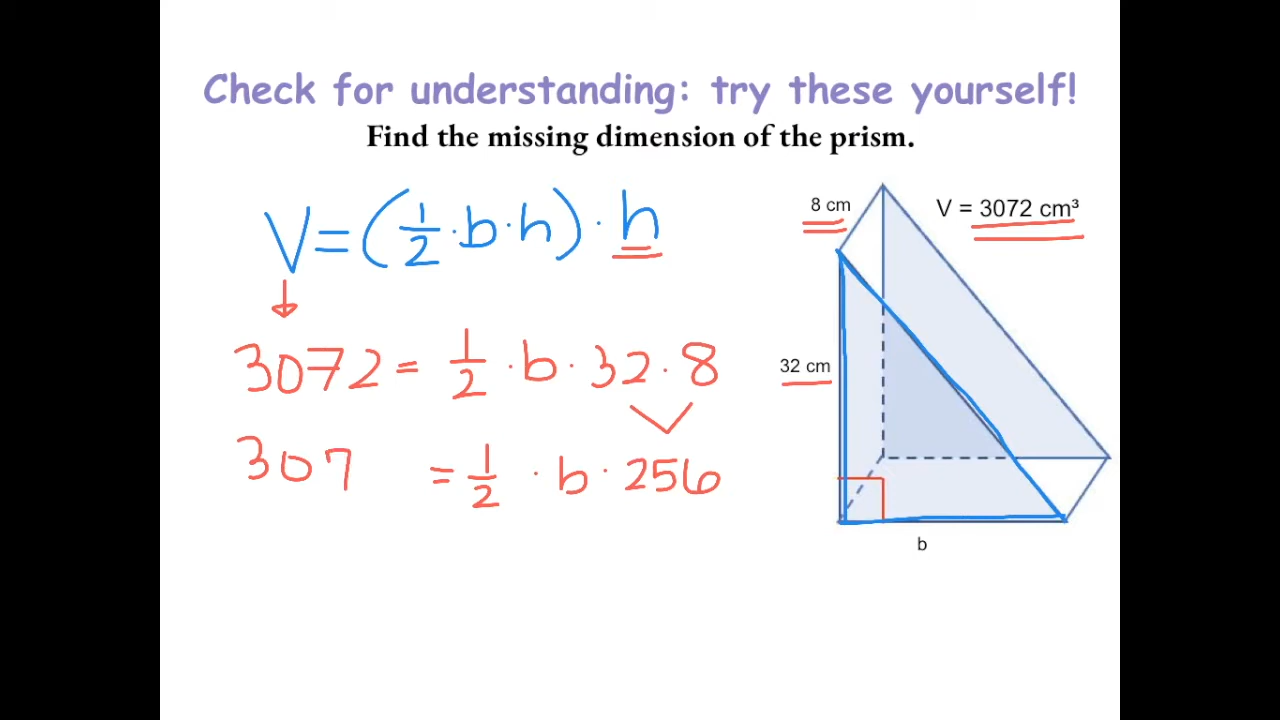 Check for understanding: try these yourself!
Find the missing dimension of the prism.
V = (1/2 · b · h) · h
8 cm
V = 3072 cm³
3072 = 1/2 · b · 32 · 8
32 cm
307 = 1/2 · b · 256
b